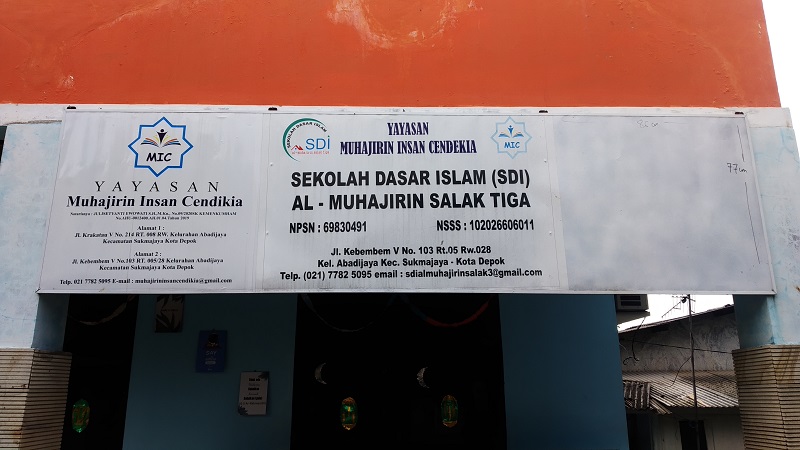 MIC
YAYASAN
Muhajirin Insan Cendikia
Alamat 1 :
Jl. Krakatau V No. 214 RT. 008 RW. Kelurahan Abadijaya
Kecamatan Sukmajaya Kota Depok
Alamat 2 :
Jl. Kebembem V No.103 RT. 005/28 Kelurahan Abadijaya
Kecamatan Sukmajaya Kota Depok
Telp. 021 7782 5095 E-mail : muhajirininsancendikia@gmail.com
SEKOLAH DASAR ISLAM
SDI
YAYASAN
MUHAJIRIN INSAN CENDEKIA
MIC
SEKOLAH DASAR ISLAM (SDI)
AL - MUHAJIRIN SALAK TIGA
NPSN : 69830491 NSSS : 102026606011
Jl. Kebembem V No. 103 Rt.05 Rw.028
Kel. Abadijaya Kec. Sukmajaya - Kota Depok
Telp. (021) 7782 5095 email : sdialmuhajirinsalak3@gmail.com
77cm